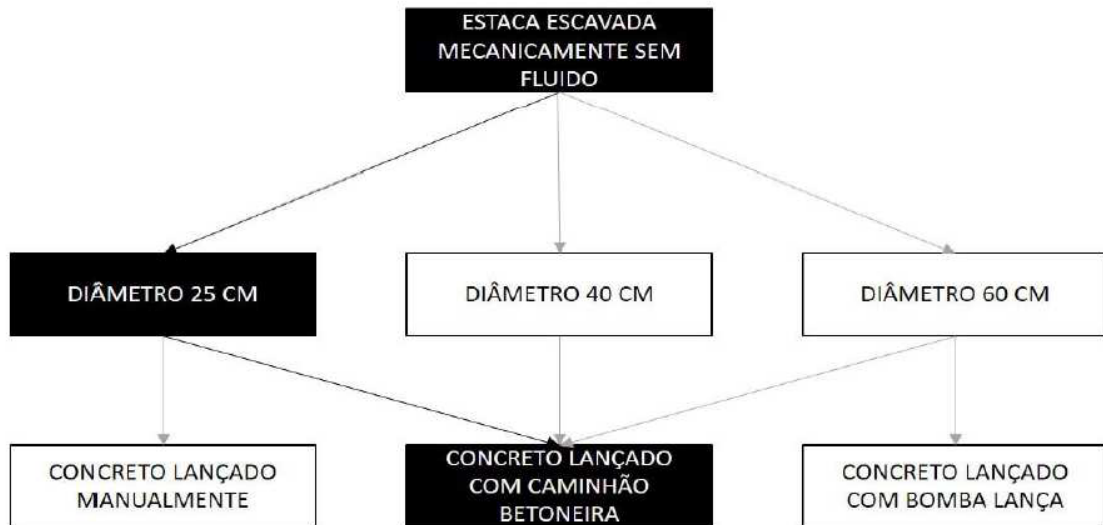 ESTACA ESCAVADA
MECANICAMENTE SEM
FLUIDO
DIÂMETRO 25 CM
DIÂMETRO 40 CM
DIÂMETRO 60 CM
CONCRETO LANÇADO
MANUALMENTE
CONCRETO LANÇADO
COM CAMINHÃO
BETONEIRA
CONCRETO LANÇADO
COM BOMBA LANÇA